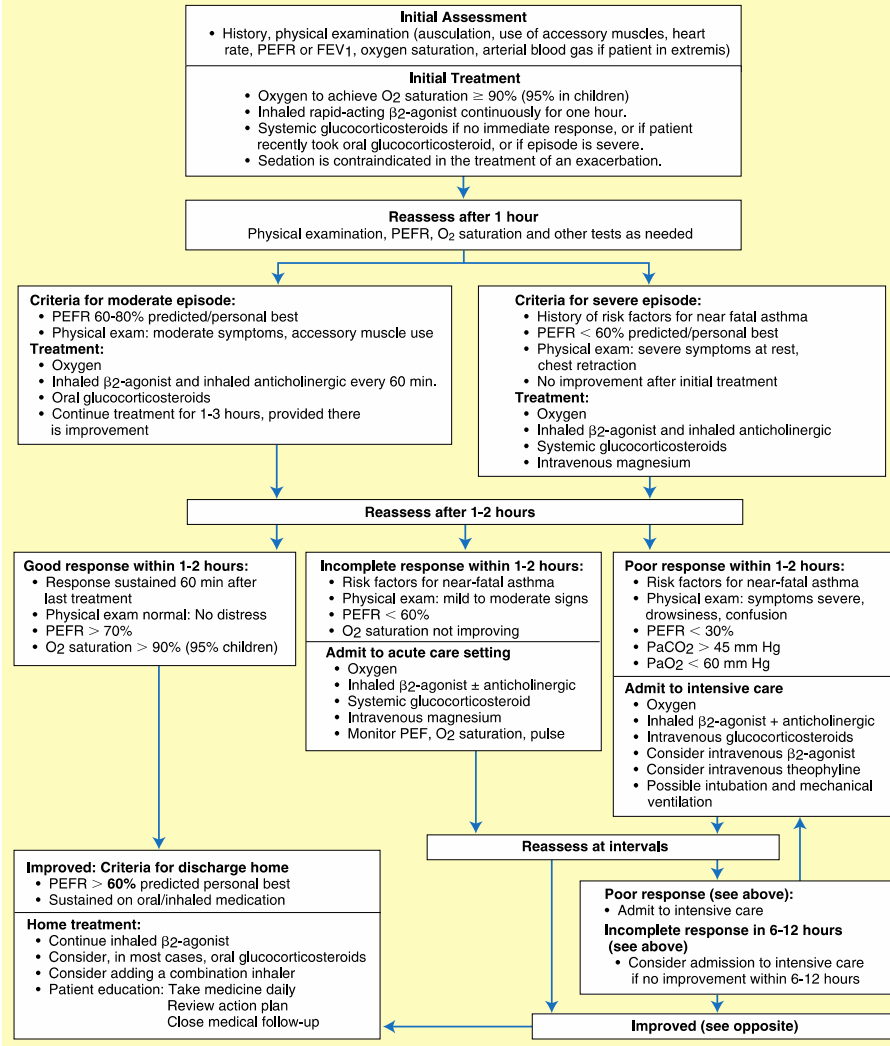 Initial Assessment
• History, physical examination (ausculation, use of accessory muscles, heart
rate, PEFR or FEV1, oxygen saturation, arterial blood gas if patient in extremis)
Initial Treatment
• Oxygen to achieve O2 saturation ≥ 90% (95% in children)
• Inhaled rapid-acting β2-agonist continuously for one hour.
• Systemic glucocorticosteroids if no immediate response, or if patient
recently took oral glucocorticosteroid, or if episode is severe.
• Sedation is contraindicated in the treatment of an exacerbation.
Reassess after 1 hour
Physical examination, PEFR, O2 saturation and other tests as needed
Criteria for moderate episode:
• PEFR 60-80% predicted/personal best
• Physical exam: moderate symptoms, accessory muscle use
Treatment:
• Oxygen
• Inhaled β2-agonist and inhaled anticholinergic every 60 min.
• Oral glucocorticosteroids
• Continue treatment for 1-3 hours, provided there
is improvement
Criteria for severe episode:
• History of risk factors for near fatal asthma
• PEFR < 60% predicted/personal best
• Physical exam: severe symptoms at rest,
chest retraction
• No improvement after initial treatment
Treatment:
• Oxygen
• Inhaled β2-agonist and inhaled anticholinergic
• Systemic glucocorticosteroids
• Intravenous magnesium
Reassess after 1-2 hours
Good response within 1-2 hours:
• Response sustained 60 min after
last treatment
• Physical exam normal: No distress
• PEFR > 70%
• O2 saturation > 90% (95% children)
Incomplete response within 1-2 hours:
• Risk factors for near-fatal asthma
• Physical exam: mild to moderate signs
• PEFR < 60%
• O2 saturation not improving
Admit to acute care setting
• Oxygen
• Inhaled β2-agonist ± anticholinergic
• Systemic glucocorticosteroid
• Intravenous magnesium
• Monitor PEF, O2 saturation, pulse
Poor response within 1-2 hours:
• Risk factors for near-fatal asthma
• Physical exam: symptoms severe,
drowsiness, confusion
• PEFR < 30%
• PaCO2 > 45 mm Hg
• PaO2 < 60 mm Hg
Admit to intensive care
• Oxygen
• Inhaled β2-agonist + anticholinergic
• Intravenous glucocorticosteroids
• Consider intravenous β2-agonist
• Consider intravenous theophyline
• Possible intubation and mechanical
ventilation
Reassess at intervals
Improved: Criteria for discharge home
• PEFR > 60% predicted personal best
• Sustained on oral/inhaled medication
Home treatment:
• Continue inhaled β2-agonist
• Consider, in most cases, oral glucocorticosteroids
• Consider adding a combination inhaler
• Patient education: Take medicine daily
Review action plan
Close medical follow-up
Poor response (see above):
• Admit to intensive care
Incomplete response in 6-12 hours
(see above)
• Consider admission to intensive care
if no improvement within 6-12 hours
Improved (see opposite)